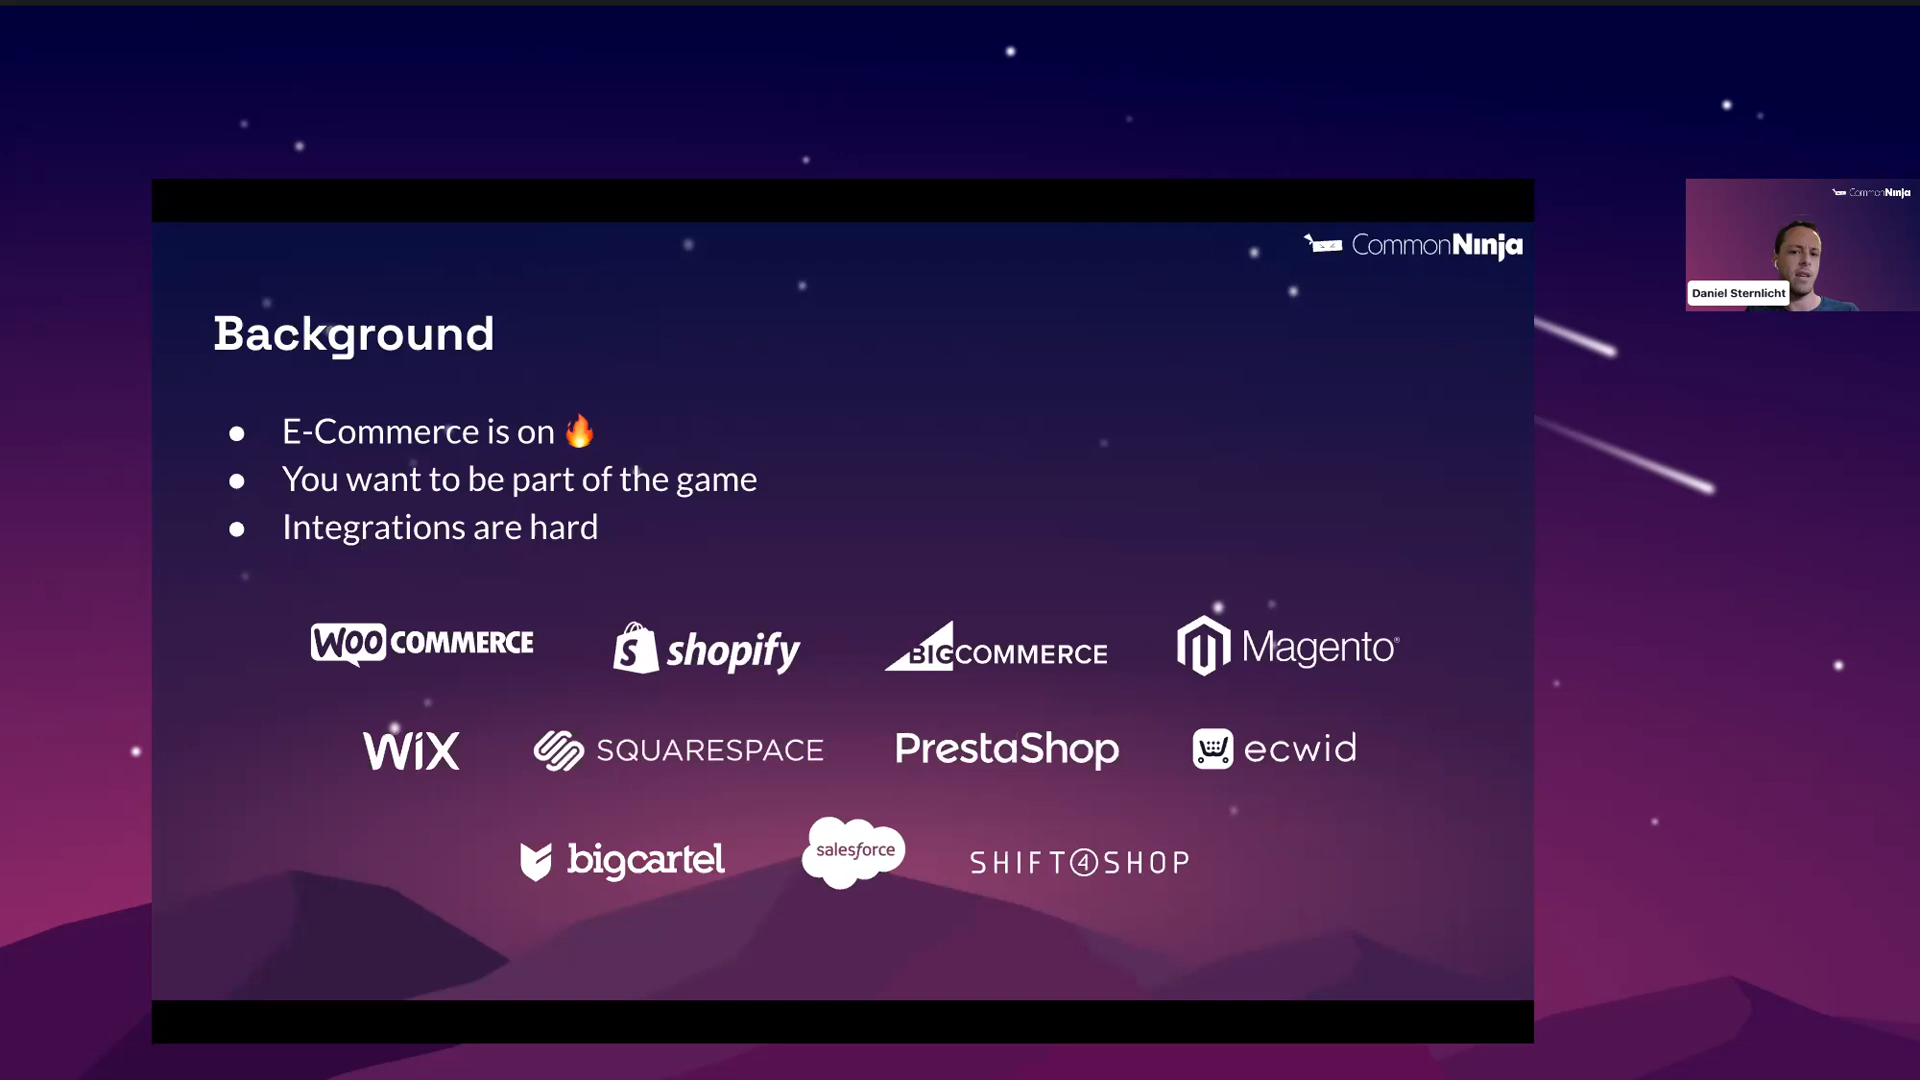 CommonNinja
CommonNinja
Daniel Sternlicht
Background
● E-Commerce is on 🔥
● You want to be part of the game
● Integrations are hard
WOO COMMERCE
shopify
BIGCOMMERCE
Magento®
WiX
SQUARESPACE
PrestaShop
ecwid
bigcartel
salesforce
SHIFT4SHOP